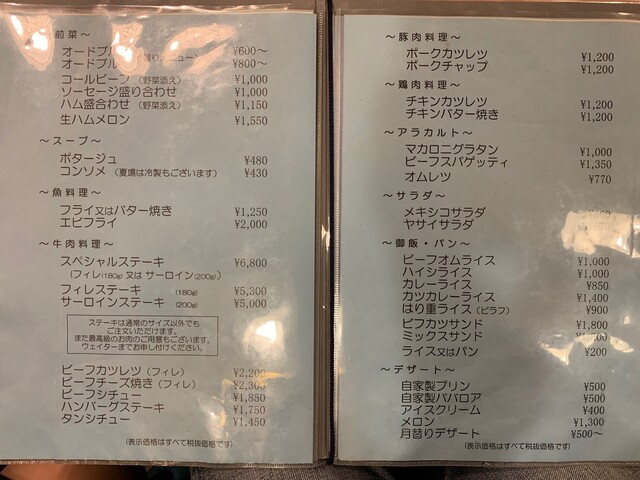 ～前菜～
オードブル ¥600～
オードブル ¥800～
コールビーフ(野菜添え) ¥1,000
ソーセージ盛り合わせ ¥1,000
ハム盛合わせ(野菜添え) ¥1,150
生ハムメロン ¥1,550
～スープ～
ポタージュ ¥480
コンソメ(夏場は冷製もございます) ¥430
～魚料理～
フライ又はバター焼き ¥1,250
エビフライ ¥2,000
～牛肉料理～
スペシャルステーキ ¥6,800
(フィレ(180g)又はサーロイン(200g))
フィレステーキ (180g) ¥5,300
サーロインステーキ (200g) ¥5,000
ステーキは通常のサイズ以外でも
ご注文いただけます。
また最高級のお肉のご用意もございます。
ウェイターまでお申し付けください。
ビーフカツレツ(フィレ) ¥2,200
ビーフチーズ焼き(フィレ) ¥2,300
ビーフシチュー ¥1,850
ハンバーグステーキ ¥1,750
タンシチュー ¥1,450
(表示価格はすべて税抜価格です)
～豚肉料理～
ポークカツレツ ¥1,200
ポークチャップ ¥1,200
～鶏肉料理～
チキンカツレツ ¥1,200
チキンバター焼き ¥1,200
～アラカルト～
マカロニグラタン ¥1,000
ビーフスパゲッティ ¥1,350
オムレツ ¥770
～サラダ～
メキシコサラダ
ヤサイサラダ
～御飯・パン～
ビーフオムライス ¥1,000
ハイシライス ¥1,000
カレーライス ¥850
カツカレーライス ¥1,400
はり重ライス(ピラフ) ¥900
ビフカツサンド ¥1,800
ミックスサンド ¥1,200
ライス又はパン ¥200
～デザート～
自家製プリン ¥500
自家製ババロア ¥500
アイスクリーム ¥400
メロン ¥1,300
月替りデザート ¥500～
(表示価格はすべて税抜価格です)